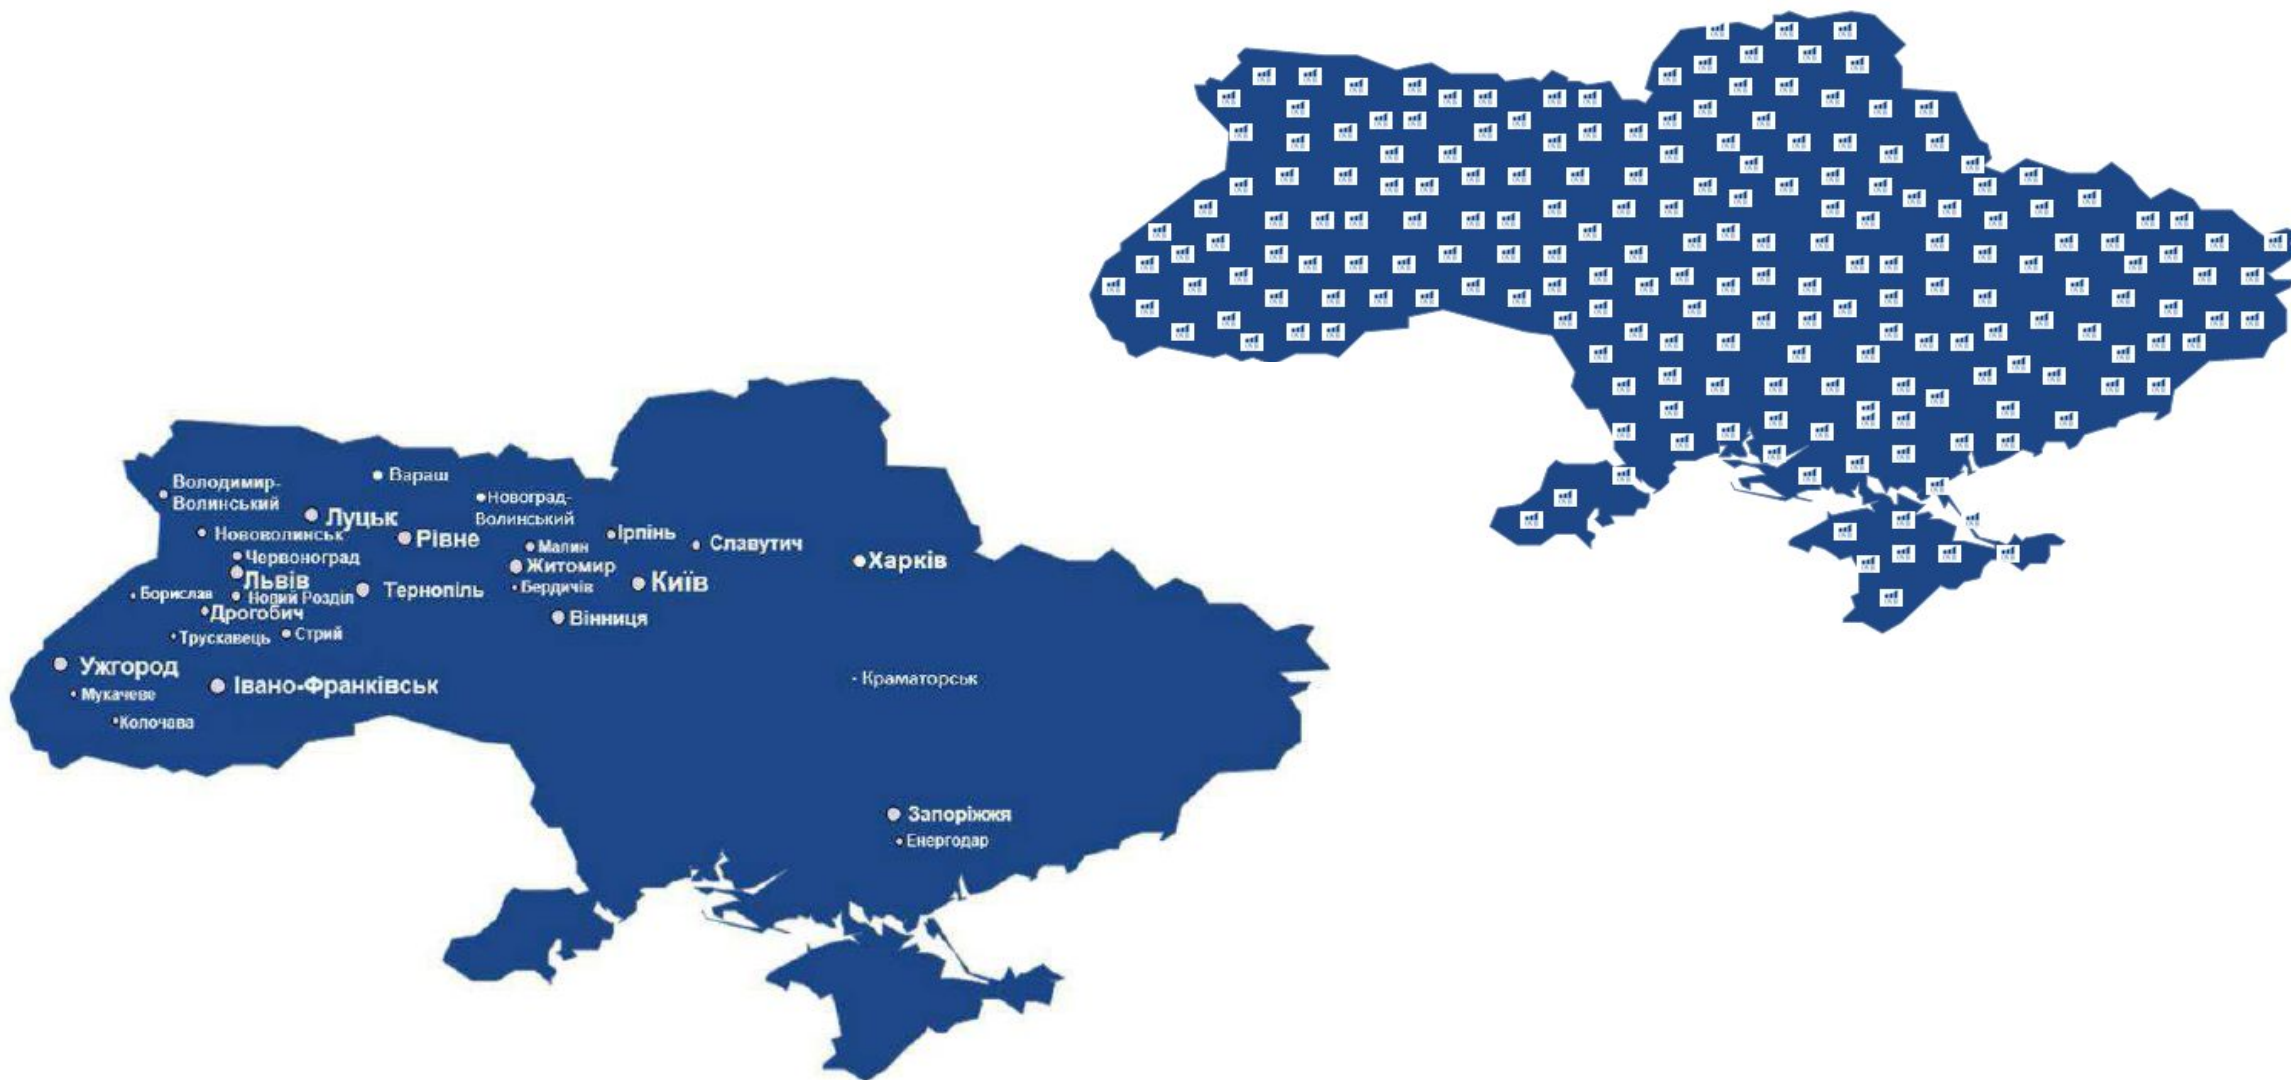 Володимир-
Волинський
Вараш
Новоград-
Волинський
Луцьк
Нововолинськ
Рівне
Ірпінь
Славутич
Малин
Червоноград
Житомир
Харків
Львів
Бердичів
Київ
Тернопіль
Борислав
Новий Розділ
Дрогобич
Вінниця
Трускавець
Стрий
Ужгород
Івано-Франківськ
Краматорськ
Мукачеве
Колочава
Запоріжжя
Енергодар